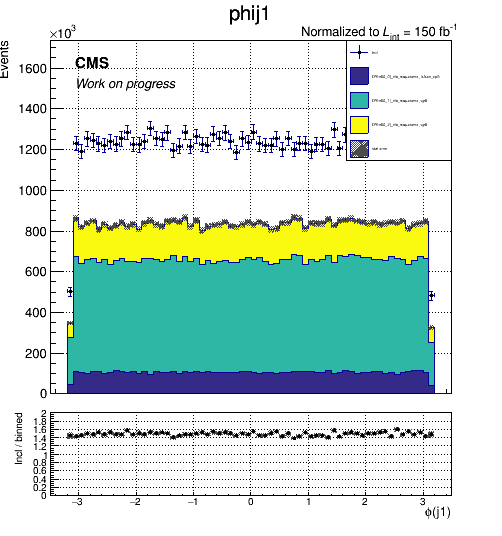 phij1
Normalized to L_int = 150 fb^-1
×10^3
Events
CMS
Work on progress
1600
1400
1200
1000
800
600
400
200
0
Incl / binned
2
1.8
1.6
1.4
1.2
1
0.8
0.6
0.4
0.2
0
−3 −2 −1 0 1 2 3
ϕ(j1)